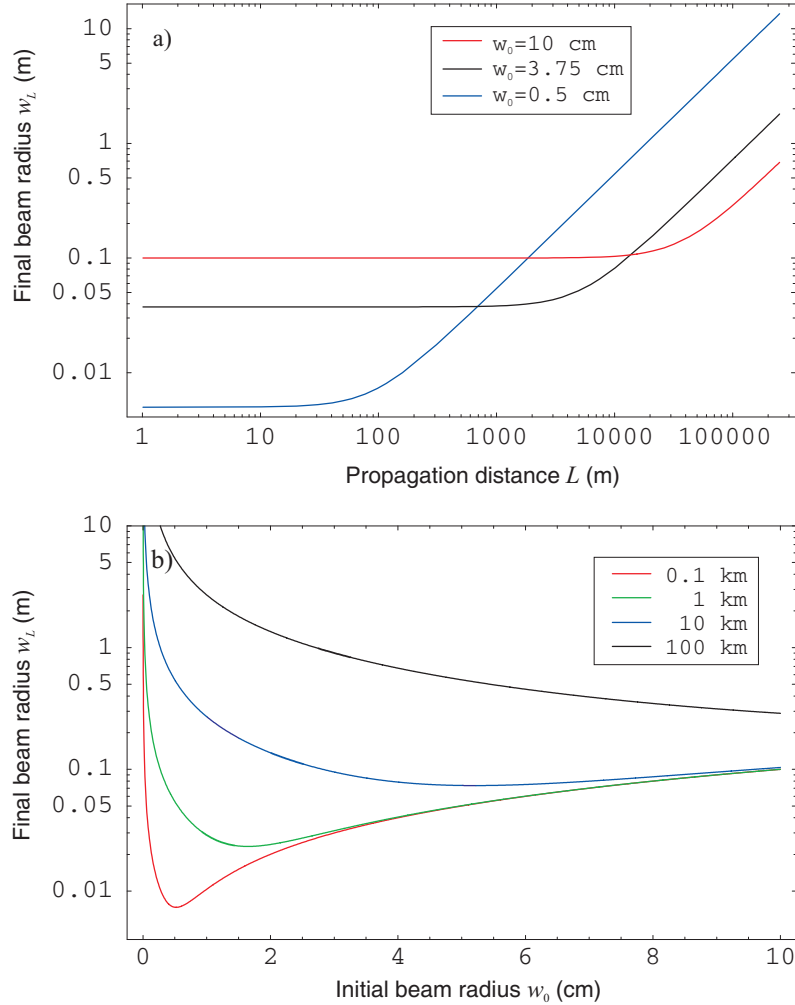 a)
w₀=10 cm
w₀=3.75 cm
w₀=0.5 cm
Final beam radius w_L (m)
10
5
1
0.5
0.1
0.05
0.01
1 10 100 1000 10000 100000
Propagation distance L (m)
b)
0.1 km
1 km
10 km
100 km
Final beam radius w_L (m)
10
5
1
0.5
0.1
0.05
0.01
0 2 4 6 8 10
Initial beam radius w₀ (cm)